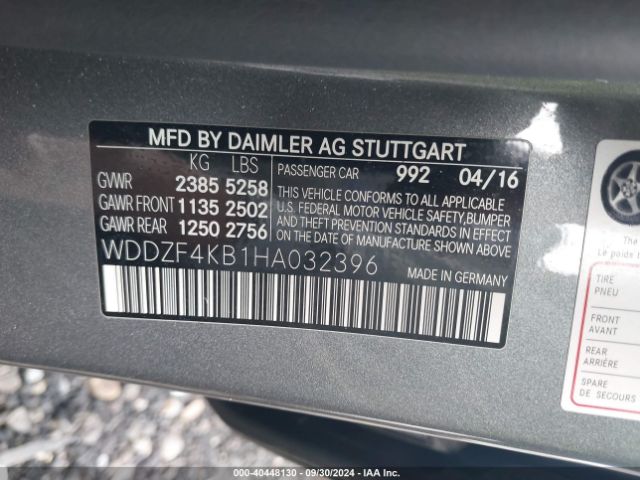 MFD BY DAIMLER AG STUTTGART
KG LBS
GVWR 2385 5258
GAWR FRONT 1135 2502
GAWR REAR 1250 2756
PASSENGER CAR 992 04/16
THIS VEHICLE CONFORMS TO ALL APPLICABLE
U.S. FEDERAL MOTOR VEHICLE SAFETY, BUMPER
AND THEFT PREVENTION STANDARDS IN EFFECT
ON THE DATE OF MANUFACTURE SHOWN ABOVE.
WDDZF4KB1HA032396
MADE IN GERMANY
The
Le poids
TIRE
PNEU
FRONT
AVANT
REAR
ARRIÈRE
SPARE
DE SECOURS
000-40448130 - 09/30/2024 - IAA Inc.